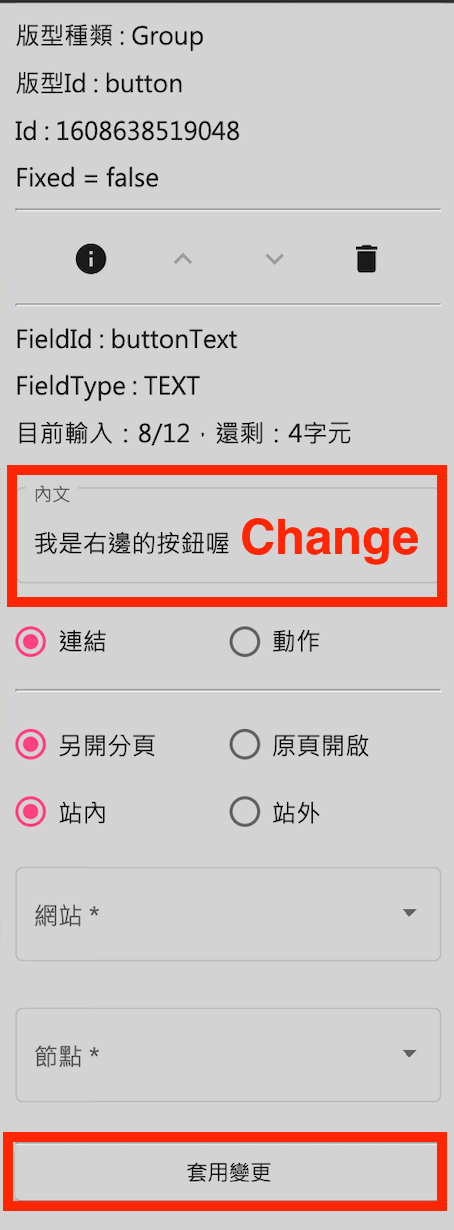 版型種類 : Group
版型Id : button
Id : 1608638519048
Fixed = false
FieldId : buttonText
FieldType : TEXT
目前輸入：8/12，還剩：4字元
內文
我是右邊的按鈕喔 Change
連結 動作
另開分頁 原頁開啟
站內 站外
網站 *
節點 *
套用變更